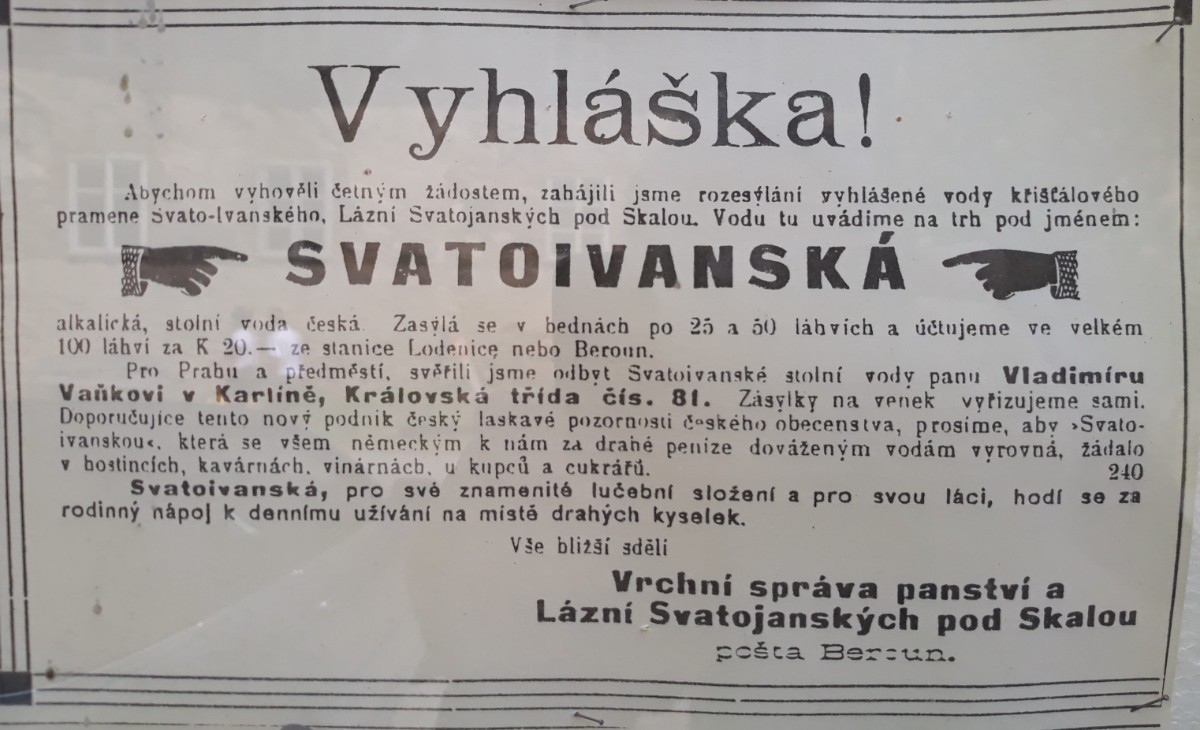 Vyhláška!
Abychom vyhověli četným žádostem, zahájili jsme rozesýlání vyhlášené vody křišťálového
pramene Svato-Ivanského, Lázní Svatojanských pod Skalou. Vodu tu uvádíme na trh pod jménem:
SVATOIVANSKÁ
alkalická, stolní voda česká. Zasýlá se v bednách po 25 a 50 láhvích a účtujeme ve velkém
100 láhví za K 20.— ze stanice Lodenice nebo Beroun.
Pro Prahu a předměstí, svěřili jsme odbyt Svatoivanské stolní vody panu Vladimíru
Vaňkovi v Karlíně, Královská třída čís. 81. Zásylky na venek vyřizujeme sami.
Doporučujíce tento nový podnik český laskavé pozornosti českého obecenstva, prosíme, aby ›Svato-
ivanskou‹, která se všem německým k nám za drahé peníze dováženým vodám vyrovná, žádalo
v hostincích, kavárnách, vinárnách, u kupců a cukrářů. 240
Svatoivanská, pro své znamenité lučební složení a pro svou láci, hodí se za
rodinný nápoj k dennímu užívání na místě drahých kyselek.
Vše bližší sdělí
Vrchní správa panství a
Lázní Svatojanských pod Skalou
pošta Beroun.